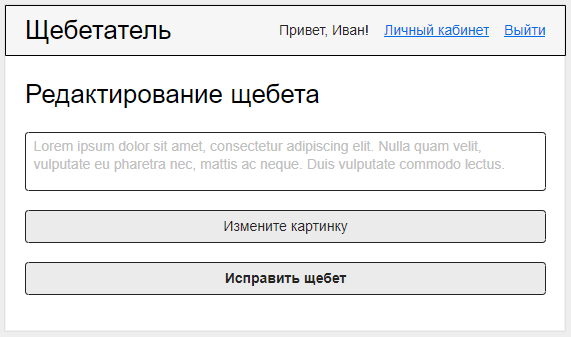 Щебетатель
Привет, Иван! Личный кабинет Выйти
Редактирование щебета
Lorem ipsum dolor sit amet, consectetur adipiscing elit. Nulla quam velit,
vulputate eu pharetra nec, mattis ac neque. Duis vulputate commodo lectus.
Измените картинку
Исправить щебет